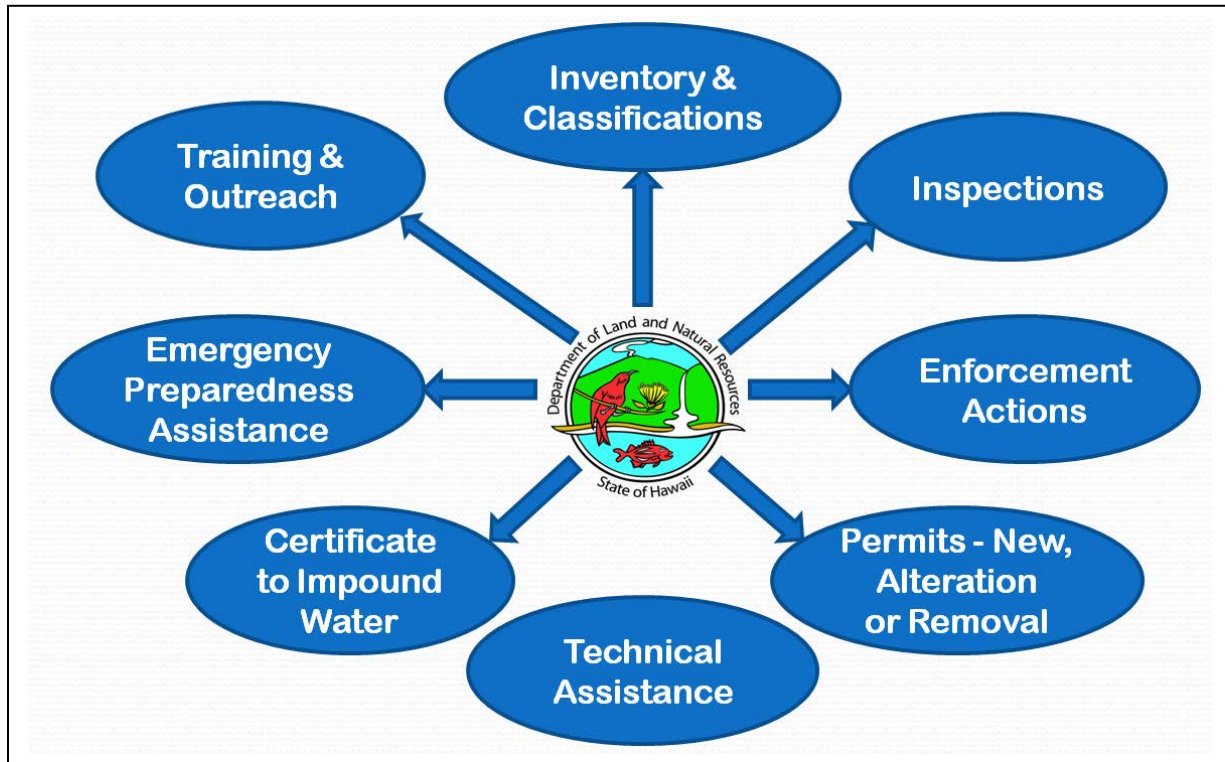 Inventory &
Classifications
Training &
Outreach
Inspections
Department of Land and Natural Resources
State of Hawaii
Emergency
Preparedness
Assistance
Enforcement
Actions
Certificate
to Impound
Water
Permits - New,
Alteration
or Removal
Technical
Assistance